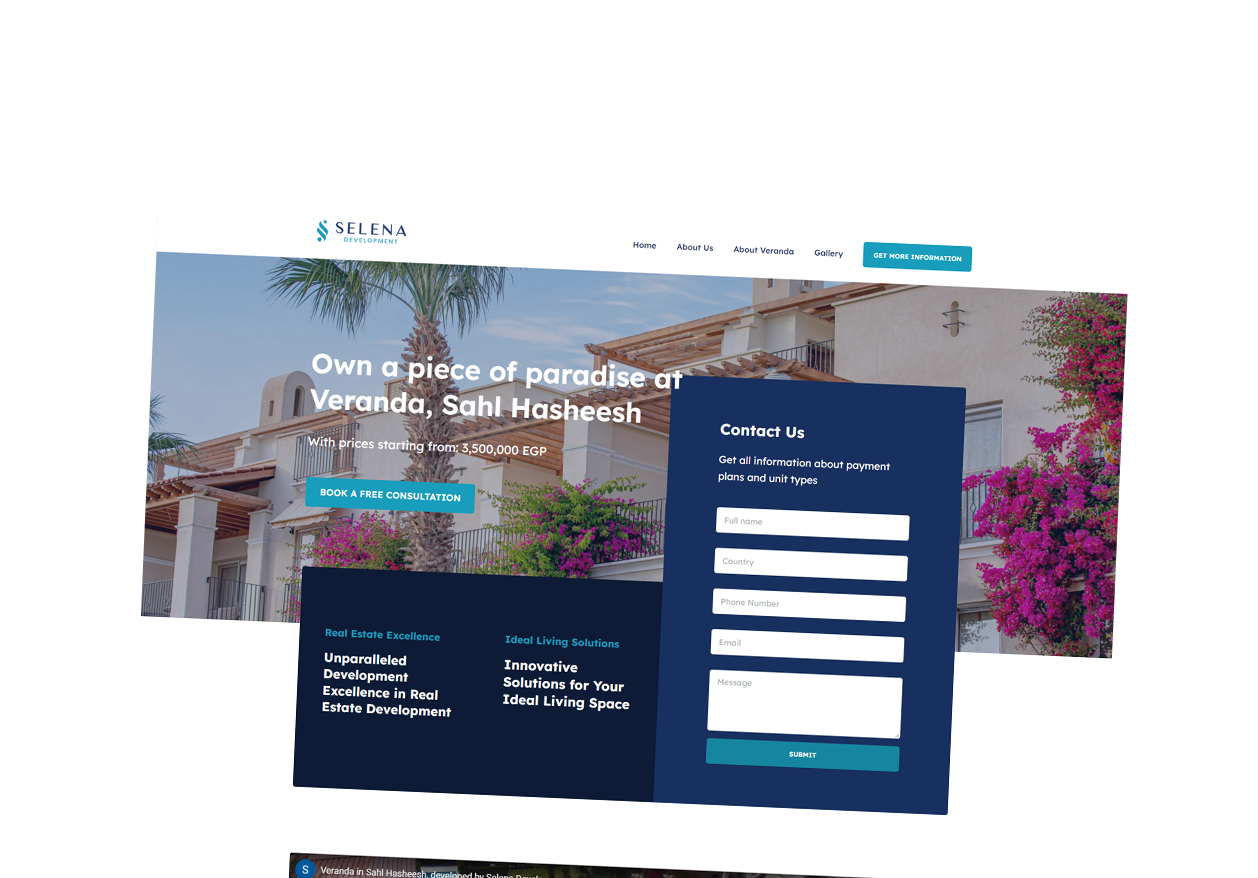 SELENA
DEVELOPMENT
Home
About Us
About Veranda
Gallery
GET MORE INFORMATION
Own a piece of paradise at
Veranda, Sahl Hasheesh
With prices starting from: 3,500,000 EGP
BOOK A FREE CONSULTATION
Contact Us
Get all information about payment
plans and unit types
Full name
Country
Phone Number
Email
Message
SUBMIT
Real Estate Excellence
Unparalleled
Development
Excellence in Real
Estate Development
Ideal Living Solutions
Innovative
Solutions for Your
Ideal Living Space
S
Veranda in Sahl Hasheesh, developed by Selena